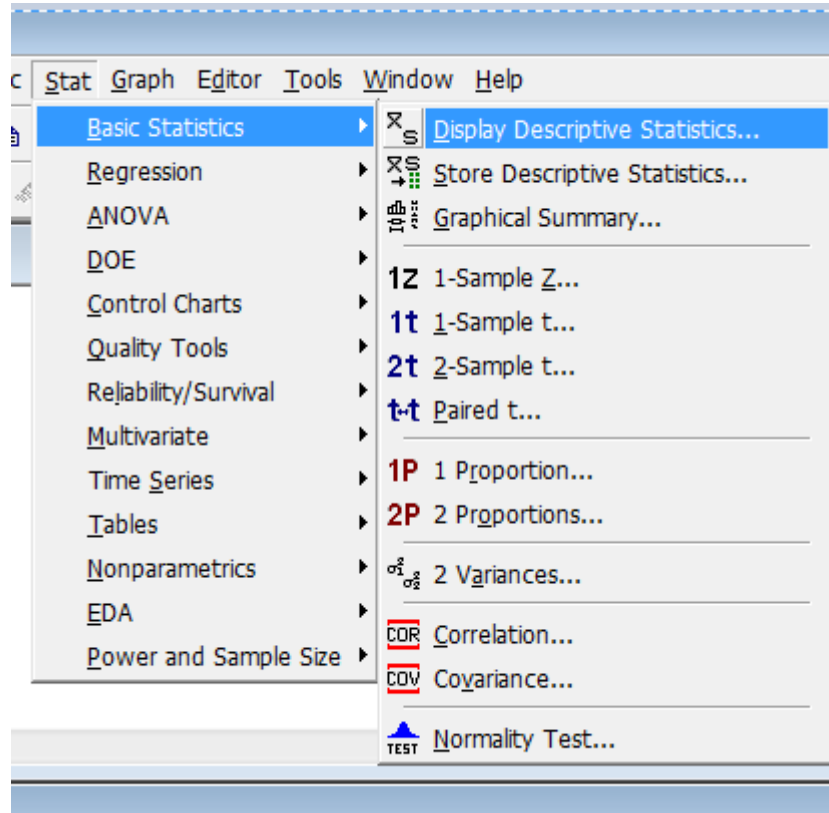 c Stat Graph Editor Tools Window Help
Basic Statistics
Regression
ANOVA
DOE
Control Charts
Quality Tools
Reliability/Survival
Multivariate
Time Series
Tables
Nonparametrics
EDA
Power and Sample Size
Display Descriptive Statistics...
Store Descriptive Statistics...
Graphical Summary...
1Z 1-Sample Z...
1t 1-Sample t...
2t 2-Sample t...
t-t Paired t...
1P 1 Proportion...
2P 2 Proportions...
2 Variances...
COR Correlation...
COV Covariance...
TEST Normality Test...